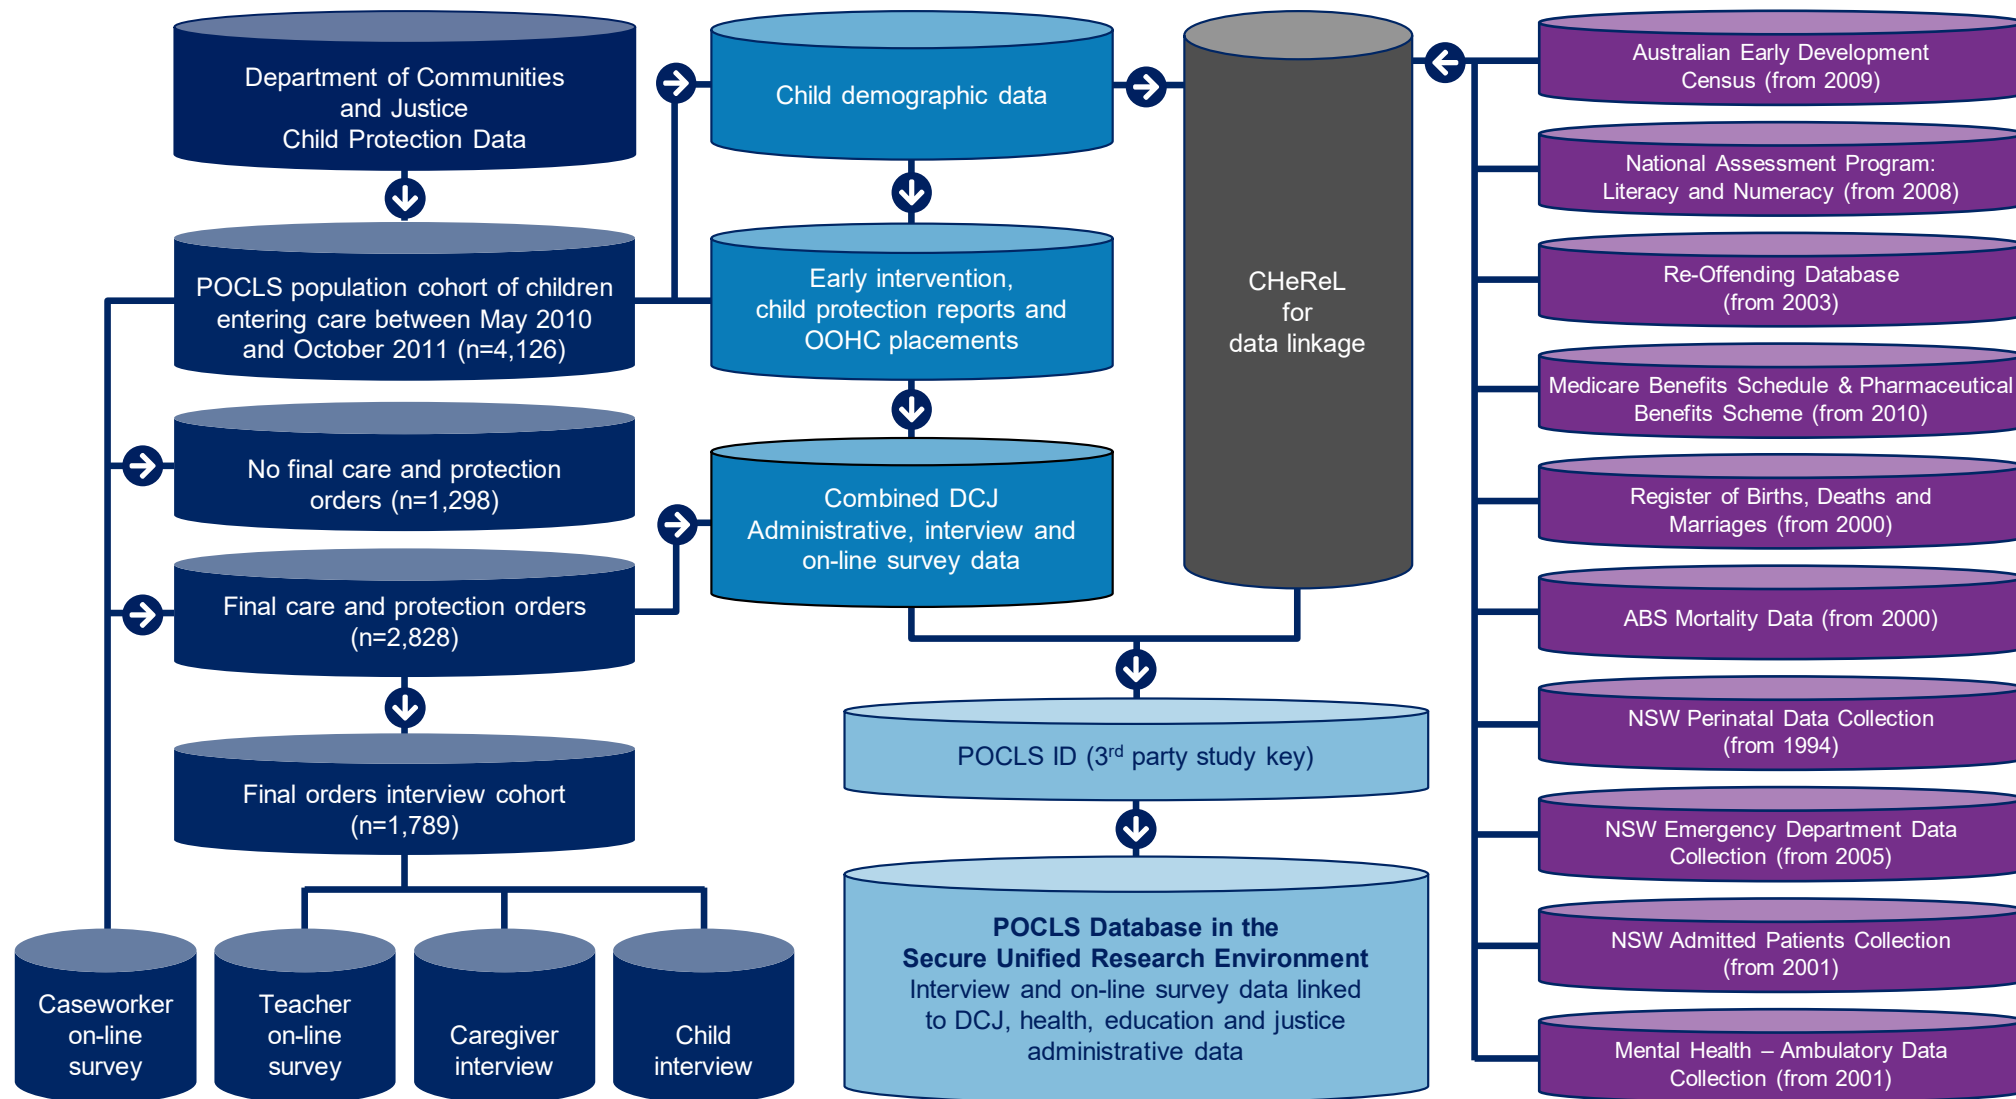 Department of Communities
and Justice
Child Protection Data
POCLS population cohort of children
entering care between May 2010
and October 2011 (n=4,126)
No final care and protection
orders (n=1,298)
Final care and protection orders
(n=2,828)
Final orders interview cohort
(n=1,789)
Caseworker
on-line
survey
Teacher
on-line
survey
Caregiver
interview
Child
interview
Child demographic data
Early intervention,
child protection reports and
OOHC placements
Combined DCJ
Administrative, interview and
on-line survey data
CHeReL
for
data linkage
POCLS ID (3rd party study key)
POCLS Database in the
Secure Unified Research Environment
Interview and on-line survey data linked
to DCJ, health, education and justice
administrative data
Australian Early Development
Census (from 2009)
National Assessment Program:
Literacy and Numeracy (from 2008)
Re-Offending Database
(from 2003)
Medicare Benefits Schedule & Pharmaceutical
Benefits Scheme (from 2010)
Register of Births, Deaths and
Marriages (from 2000)
ABS Mortality Data (from 2000)
NSW Perinatal Data Collection
(from 1994)
NSW Emergency Department Data
Collection (from 2005)
NSW Admitted Patients Collection
(from 2001)
Mental Health – Ambulatory Data
Collection (from 2001)